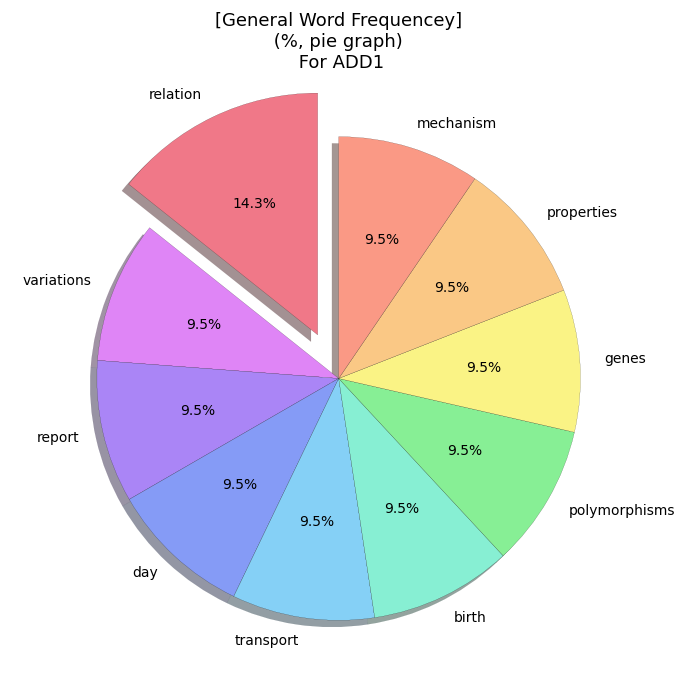 [General Word Frequencey]
(%, pie graph)
For ADD1
relation
14.3%
mechanism
9.5%
properties
9.5%
genes
9.5%
polymorphisms
9.5%
birth
9.5%
transport
9.5%
day
9.5%
report
9.5%
variations
9.5%